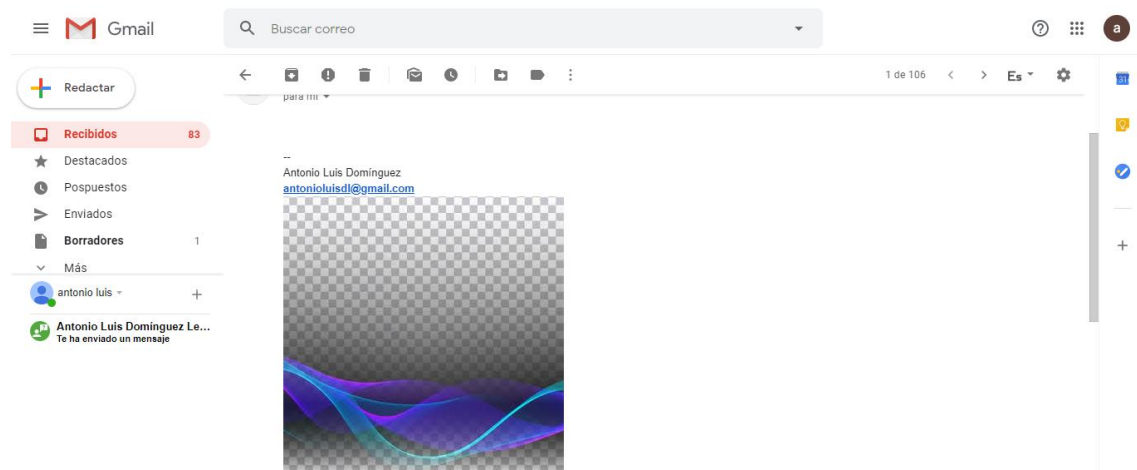 Gmail
Buscar correo
a
Redactar
1 de 106
Es
31
para mí
Recibidos 83
Destacados
Pospuestos
Enviados
Borradores 1
Más
antonio luis
Antonio Luis Domínguez Le...
Te ha enviado un mensaje
--
Antonio Luis Domínguez
antonioluisdl@gmail.com